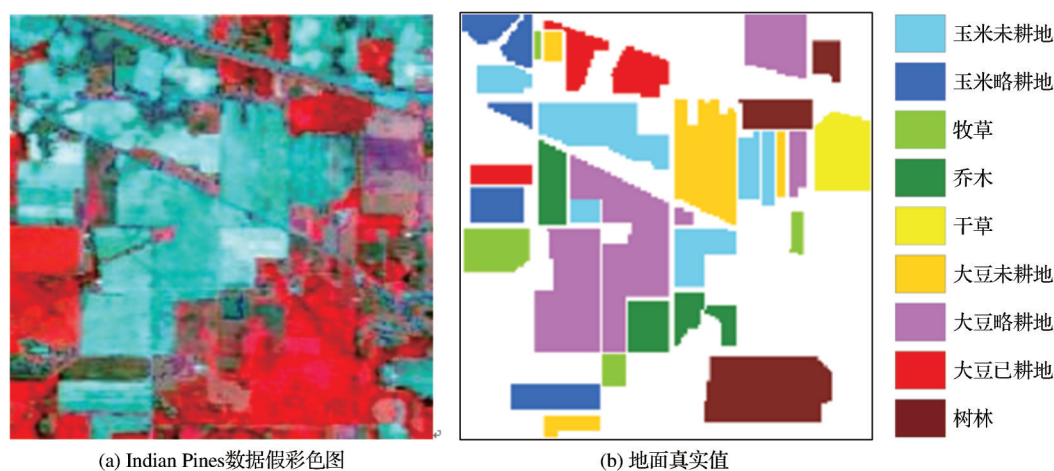 玉米未耕地
玉米略耕地
牧草
乔木
干草
大豆未耕地
大豆略耕地
大豆已耕地
树林
(a) Indian Pines数据假彩色图
(b) 地面真实值